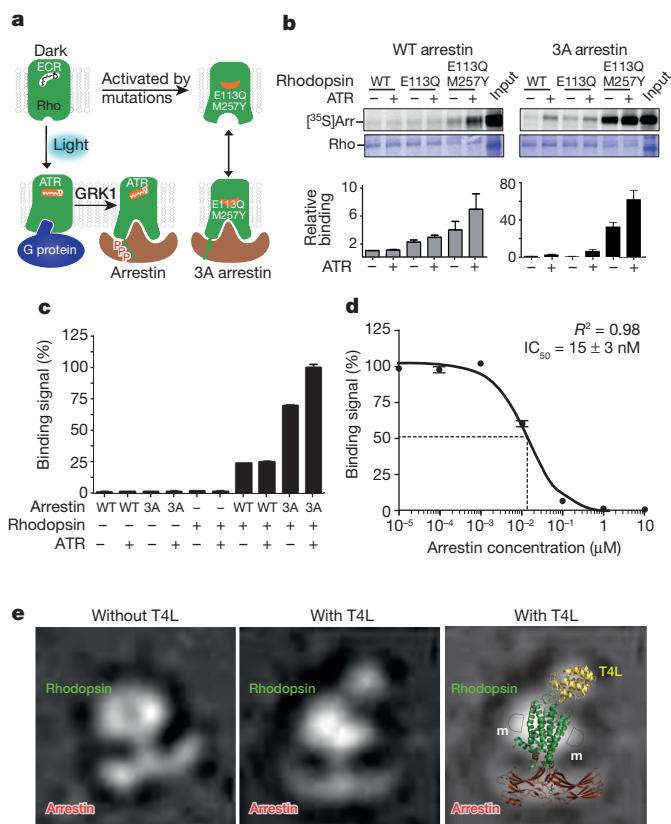 a
Dark
ECR
Rho
Activated by
mutations
E113Q
M257Y
Light
ATR
GRK1
ATR
E113Q
M257Y
G protein
P
P
P
Arrestin
3A arrestin
b
WT arrestin
3A arrestin
Rhodopsin WT E113Q E113Q M257Y Input WT E113Q E113Q M257Y Input
ATR – + – + – + – + – + – +
[³⁵S]Arr
Rho
Relative
binding
10
8
6
4
2
80
40
0
ATR – + – + – + – + – + – +
c
Binding signal (%)
125
100
75
50
25
0
Arrestin WT WT 3A 3A – – WT WT 3A 3A
Rhodopsin – – – – + + + + + +
ATR – + – + – + – + – +
d
Binding signal (%)
125
100
75
50
25
0
R² = 0.98
IC₅₀ = 15 ± 3 nM
10⁻⁵ 10⁻⁴ 10⁻³ 10⁻² 10⁻¹ 1 10
Arrestin concentration (μM)
e
Without T4L
With T4L
With T4L
Rhodopsin
Arrestin
Rhodopsin
Arrestin
T4L
Rhodopsin
m
m
Arrestin